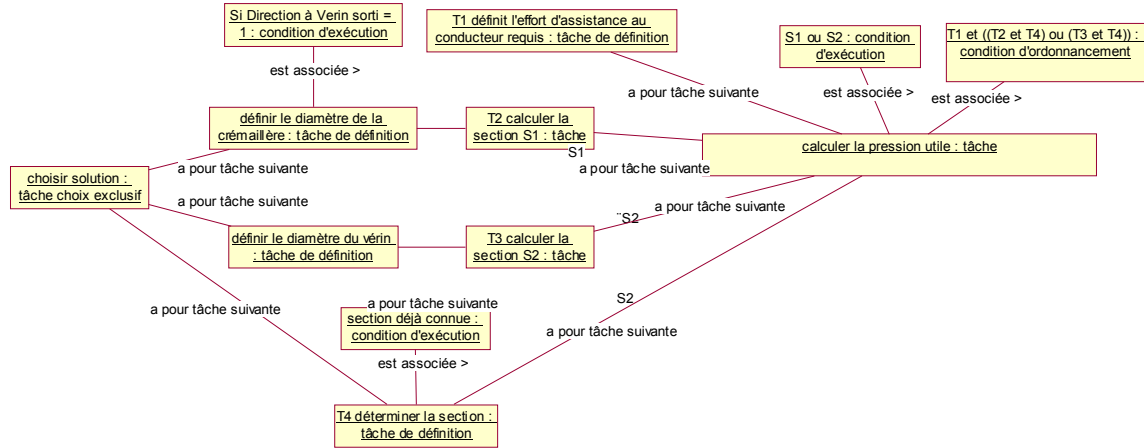 Si Direction à Verin sorti =
1 : condition d'exécution
T1 définit l'effort d'assistance au
conducteur requis : tâche de définition
S1 ou S2 : condition
d'exécution
T1 et ((T2 et T4) ou (T3 et T4)) :
condition d'ordonnancement
est associée >
a pour tâche suivante
est associée >
est associée >
définir le diamètre de la
crémaillère : tâche de définition
T2 calculer la
section S1 : tâche
S1
a pour tâche suivante
calculer la pression utile : tâche
a pour tâche suivante
choisir solution :
tâche choix exclusif
a pour tâche suivante
a pour tâche suivante
¨S2
définir le diamètre du vérin
: tâche de définition
T3 calculer la
section S2 : tâche
a pour tâche suivante
a pour tâche suivante
section déjà connue :
condition d'exécution
S2
a pour tâche suivante
est associée >
T4 déterminer la section :
tâche de définition